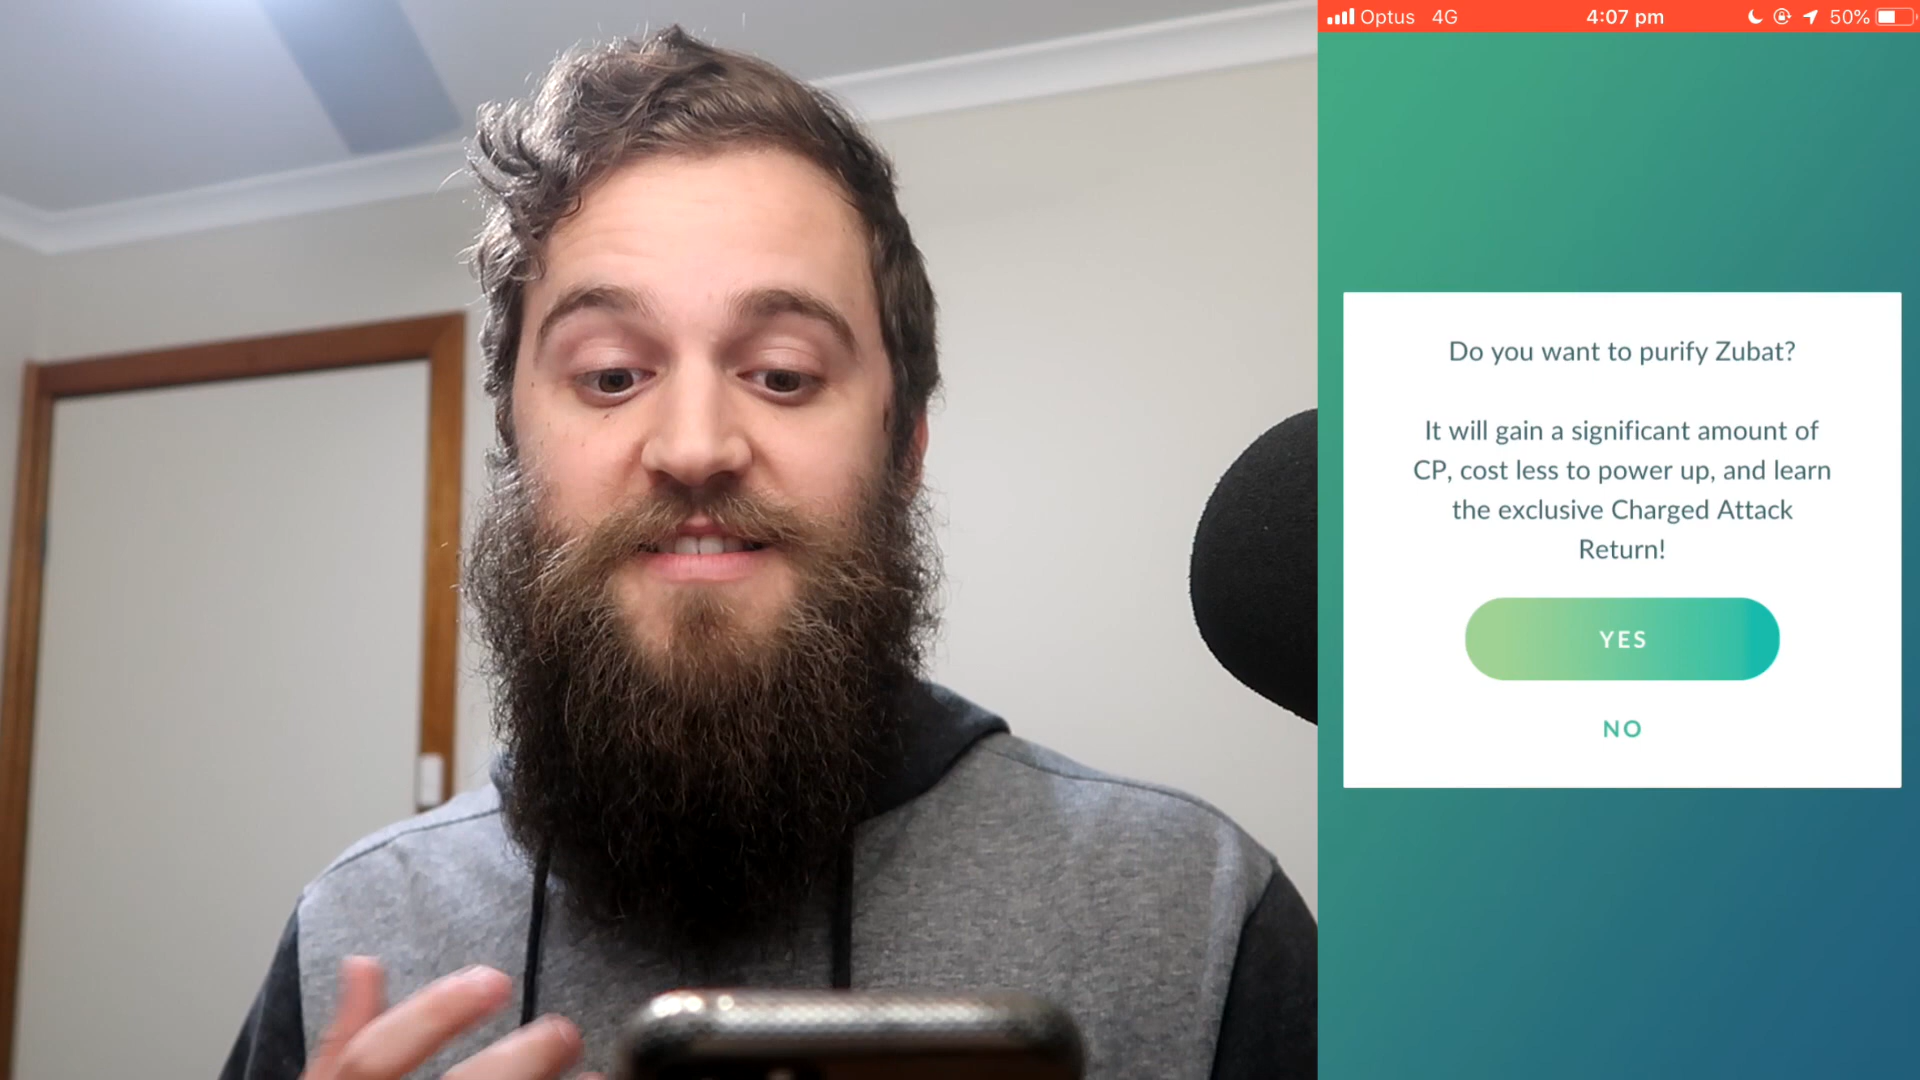 Optus 4G 4:07 pm 50%
Do you want to purify Zubat?
It will gain a significant amount of
CP, cost less to power up, and learn
the exclusive Charged Attack
Return!
YES
NO